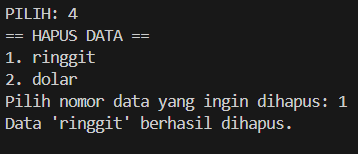 PILIH: 4
== HAPUS DATA ==
1. ringgit
2. dolar
Pilih nomor data yang ingin dihapus: 1
Data 'ringgit' berhasil dihapus.